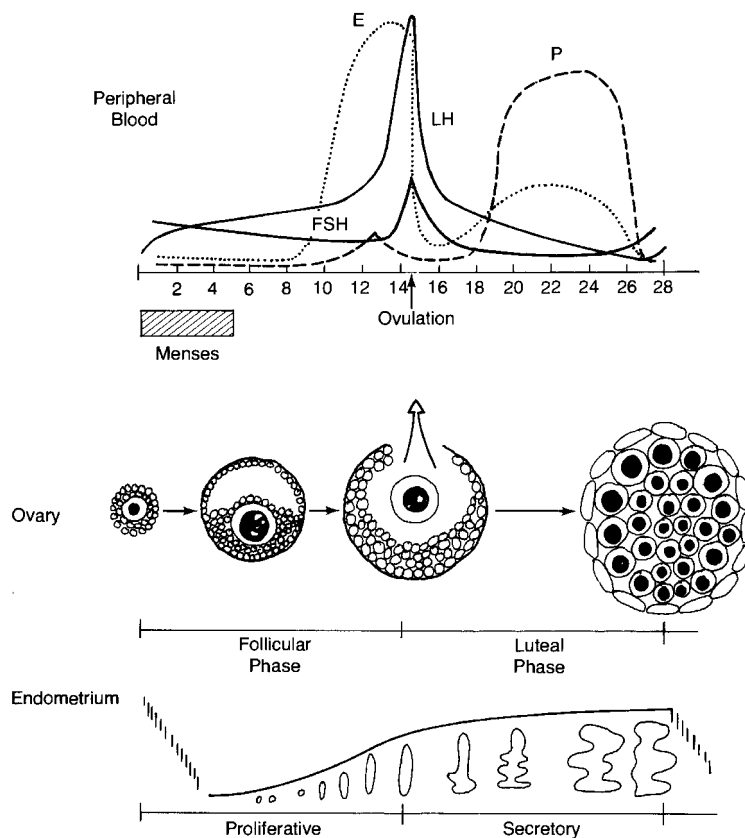 E
P
Peripheral
Blood
LH
FSH
2 4 6 8 10 12 14 16 18 20 22 24 26 28
Ovulation
Menses
Ovary
Follicular
Phase
Luteal
Phase
Endometrium
Proliferative
Secretory